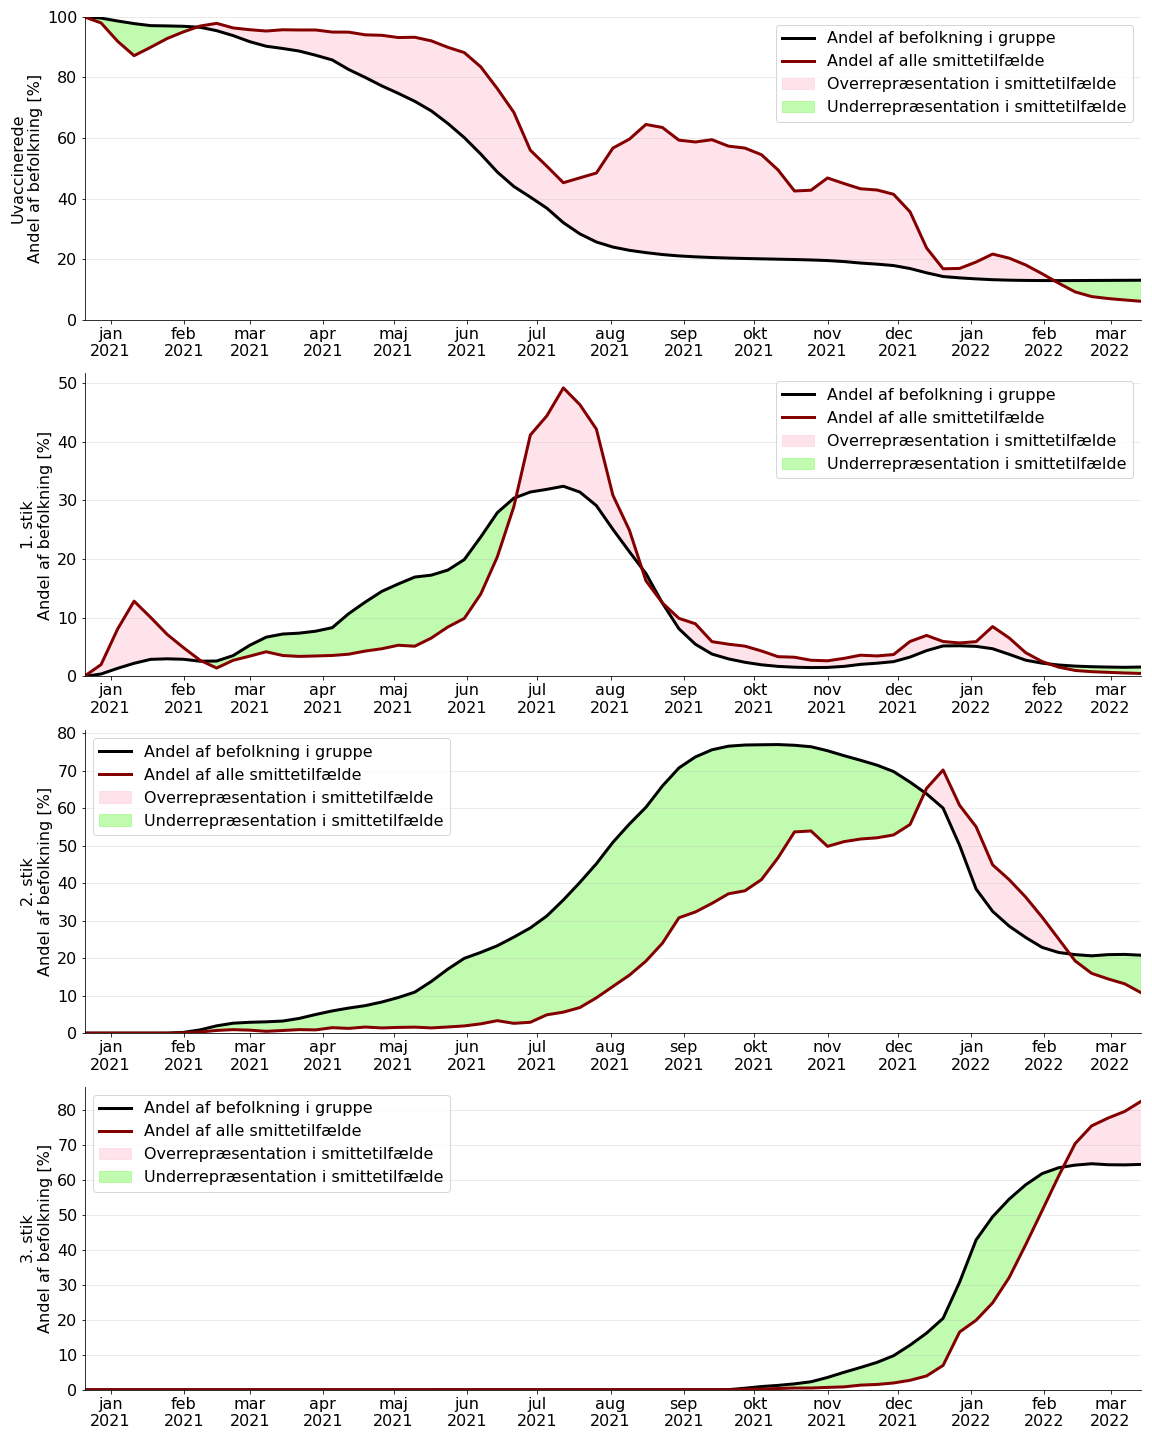 Uvaccinerede
Andel af befolkning [%]
100
80
60
40
20
0
Andel af befolkning i gruppe
Andel af alle smittetilfælde
Overrepræsentation i smittetilfælde
Underrepræsentation i smittetilfælde
jan feb mar apr maj jun jul aug sep okt nov dec jan feb mar
2021 2021 2021 2021 2021 2021 2021 2021 2021 2021 2021 2021 2022 2022 2022
1. stik
Andel af befolkning [%]
50
40
30
20
10
0
Andel af befolkning i gruppe
Andel af alle smittetilfælde
Overrepræsentation i smittetilfælde
Underrepræsentation i smittetilfælde
jan feb mar apr maj jun jul aug sep okt nov dec jan feb mar
2021 2021 2021 2021 2021 2021 2021 2021 2021 2021 2021 2021 2022 2022 2022
2. stik
Andel af befolkning [%]
80
70
60
50
40
30
20
10
0
Andel af befolkning i gruppe
Andel af alle smittetilfælde
Overrepræsentation i smittetilfælde
Underrepræsentation i smittetilfælde
jan feb mar apr maj jun jul aug sep okt nov dec jan feb mar
2021 2021 2021 2021 2021 2021 2021 2021 2021 2021 2021 2021 2022 2022 2022
3. stik
Andel af befolkning [%]
80
70
60
50
40
30
20
10
0
Andel af befolkning i gruppe
Andel af alle smittetilfælde
Overrepræsentation i smittetilfælde
Underrepræsentation i smittetilfælde
jan feb mar apr maj jun jul aug sep okt nov dec jan feb mar
2021 2021 2021 2021 2021 2021 2021 2021 2021 2021 2021 2021 2022 2022 2022